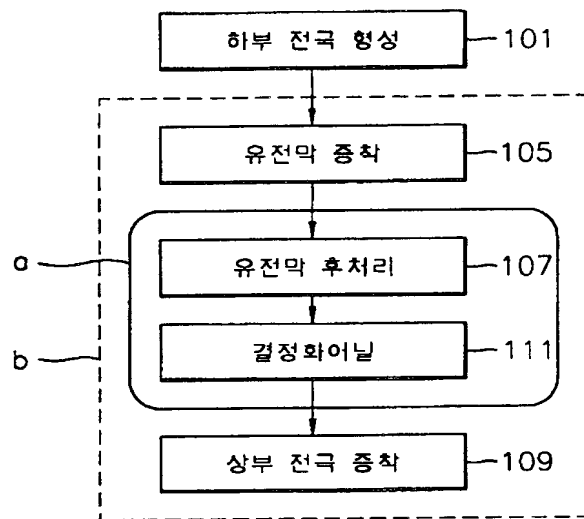 하부 전극 형성 101
유전막 증착 105
a
유전막 후처리 107
b
결정화어닐 111
상부 전극 증착 109